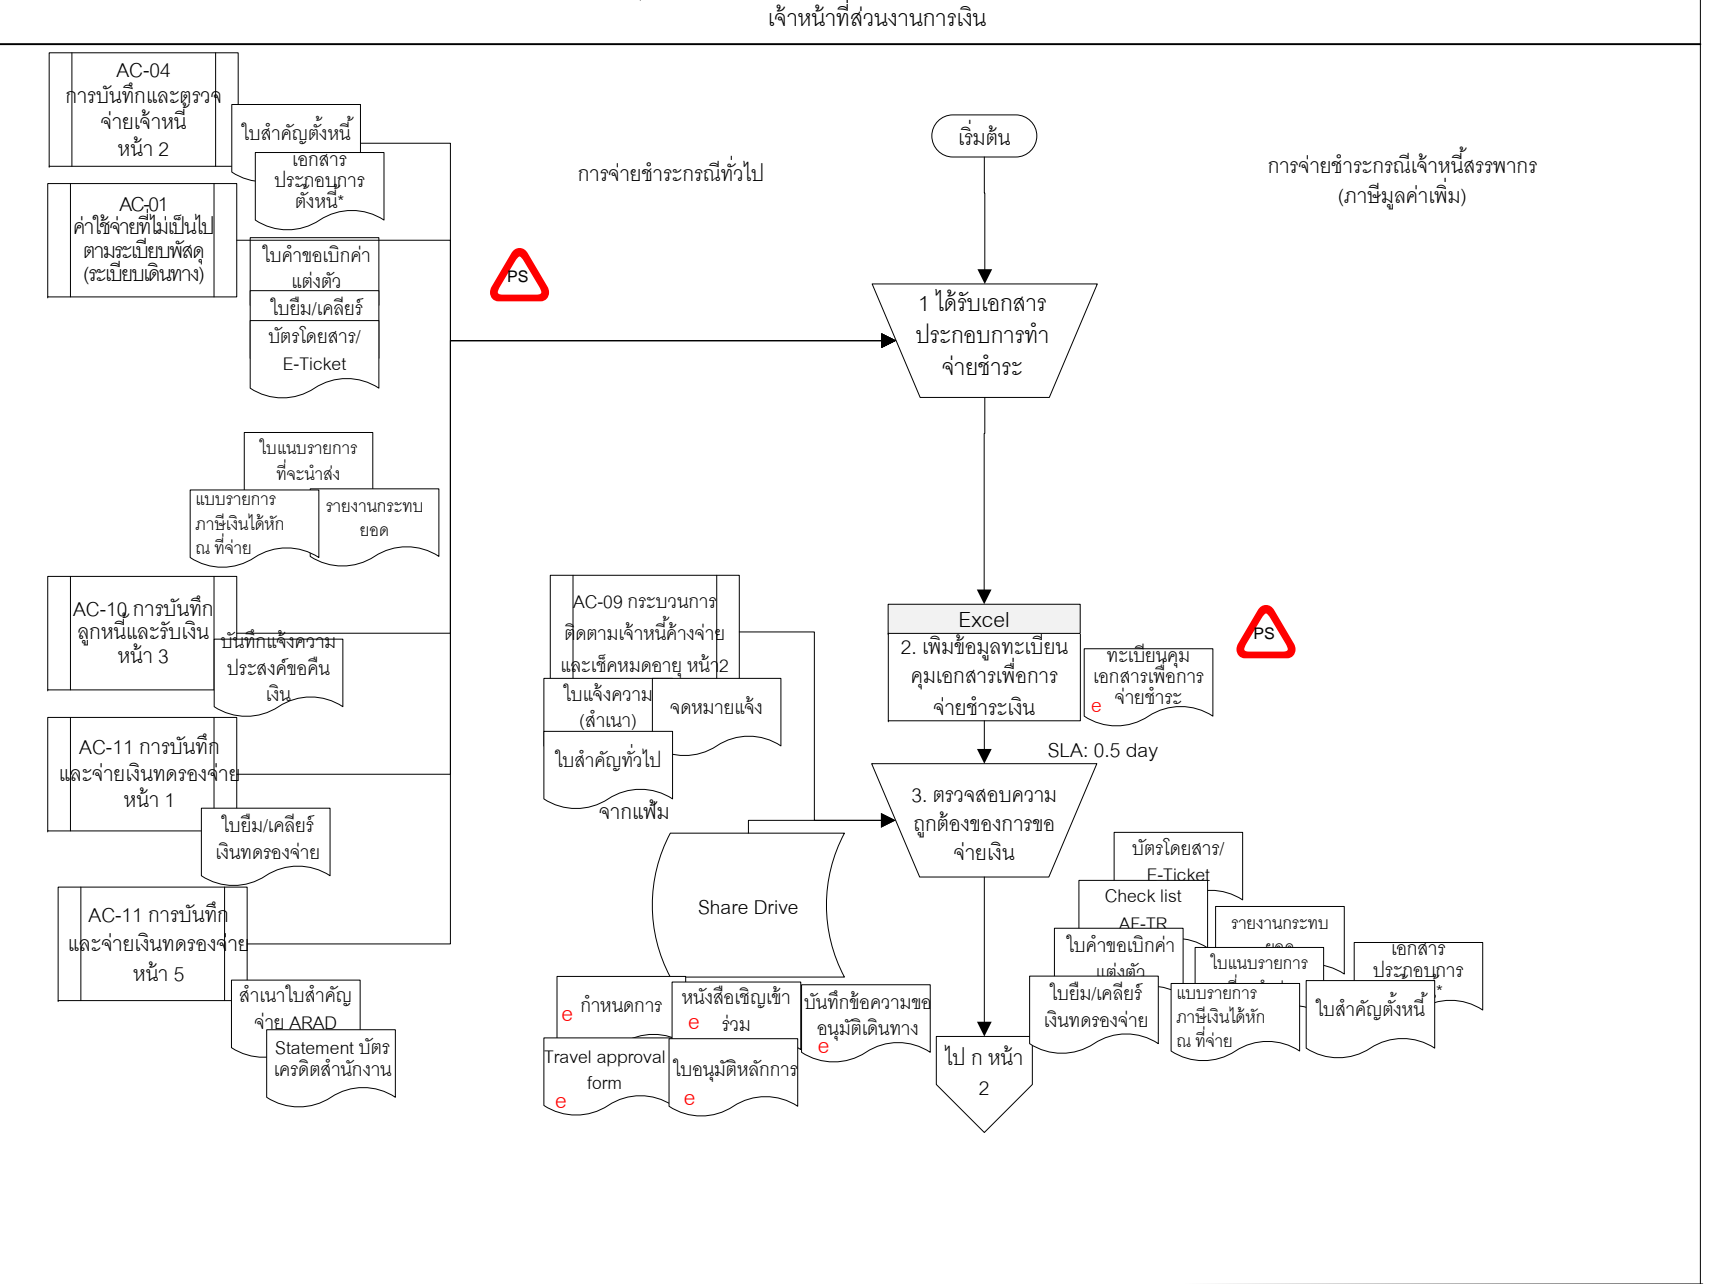 เจ้าหน้าที่ส่วนงานการเงิน
AC-04
การบันทึกและตรวจ
จ่ายเจ้าหนี้
หน้า 2
ใบสำคัญตั้งหนี้
เอกสาร
ประกอบการ
ตั้งหนี้*
AC-01
ค่าใช้จ่ายที่ไม่เป็นไป
ตามระเบียบพัสดุ
(ระเบียบเดินทาง)
ใบคำขอเบิกค่า
แต่งตัว
ใบยืม/เคลียร์
บัตรโดยสาร/
E-Ticket
การจ่ายชำระกรณีทั่วไป
PS
เริ่มต้น
การจ่ายชำระกรณีเจ้าหนี้สรรพากร
(ภาษีมูลค่าเพิ่ม)
1 ได้รับเอกสาร
ประกอบการทำ
จ่ายชำระ
ใบแนบรายการ
ที่จะนำส่ง
แบบรายการ
ภาษีเงินได้หัก
ณ ที่จ่าย
รายงานกระทบ
ยอด
AC-10 การบันทึก
ลูกหนี้และรับเงิน
หน้า 3
บันทึกแจ้งความ
ประสงค์ขอคืน
เงิน
AC-11 การบันทึก
และจ่ายเงินทดรองจ่าย
หน้า 1
ใบยืม/เคลียร์
เงินทดรองจ่าย
AC-11 การบันทึก
และจ่ายเงินทดรองจ่าย
หน้า 5
สำเนาใบสำคัญ
จ่าย ARAD
Statement บัตร
เครดิตสำนักงาน
AC-09 กระบวนการ
ติดตามเจ้าหนี้ค้างจ่าย
และเช็คหมดอายุ หน้า2
ใบแจ้งความ
(สำเนา)
จดหมายแจ้ง
ใบสำคัญทั่วไป
จากแฟ้ม
Share Drive
e กำหนดการ
หนังสือเชิญเข้า
e ร่วม
บันทึกข้อความขอ
อนุมัติเดินทาง
e
Travel approval
form
e
ใบอนุมัติหลักการ
e
Excel
2. เพิ่มข้อมูลทะเบียน
คุมเอกสารเพื่อการ
จ่ายชำระเงิน
ทะเบียนคุม
เอกสารเพื่อการ
e จ่ายชำระ
PS
SLA: 0.5 day
3. ตรวจสอบความ
ถูกต้องของการขอ
จ่ายเงิน
บัตรโดยสาร/
E-Ticket
Check list
AF-TR
ใบคำขอเบิกค่า
แต่งตัว
ใบยืม/เคลียร์
เงินทดรองจ่าย
รายงานกระทบ
ใบแนบรายการ
แบบรายการ
ภาษีเงินได้หัก
ณ ที่จ่าย
เอกสาร
ประกอบการ
*
ใบสำคัญตั้งหนี้
ไป ก หน้า
2